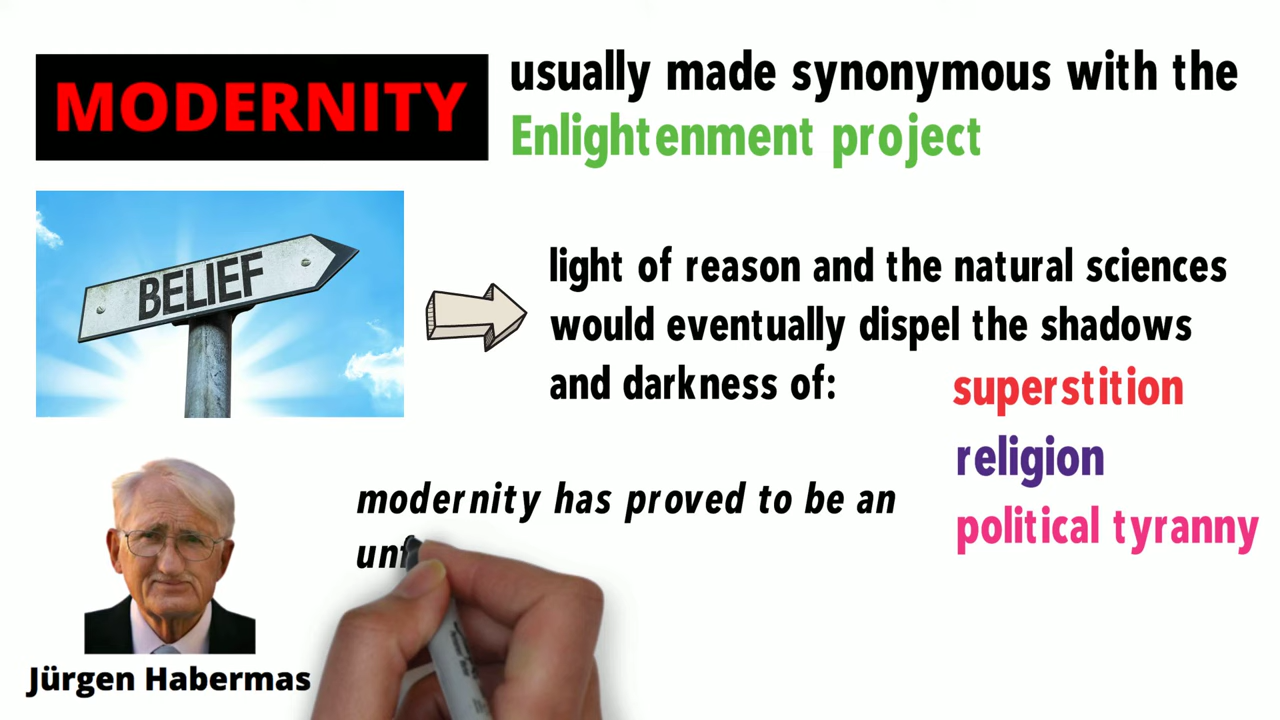 MODERNITY
usually made synonymous with the
Enlightenment project
BELIEF
light of reason and the natural sciences
would eventually dispel the shadows
and darkness of:
superstition
religion
political tyranny
modernity has proved to be an
Jürgen Habermas